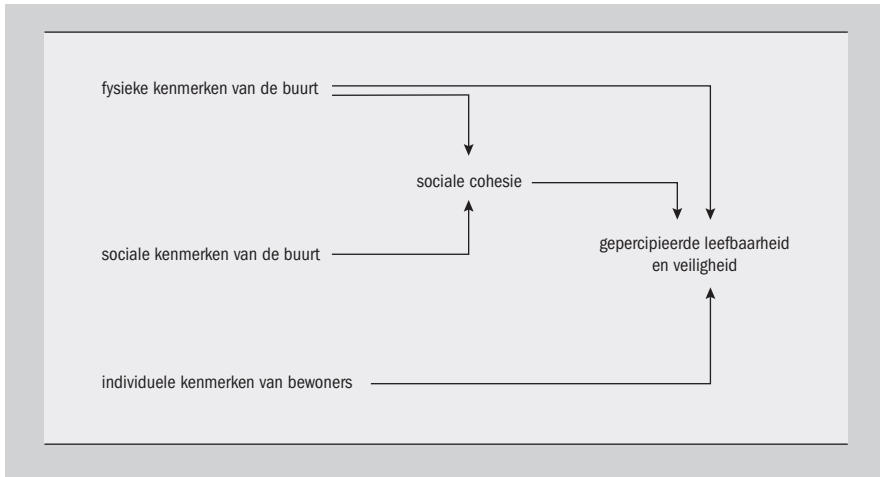 fysieke kenmerken van de buurt
sociale cohesie
sociale kenmerken van de buurt
gepercipieerde leefbaarheid
en veiligheid
individuele kenmerken van bewoners